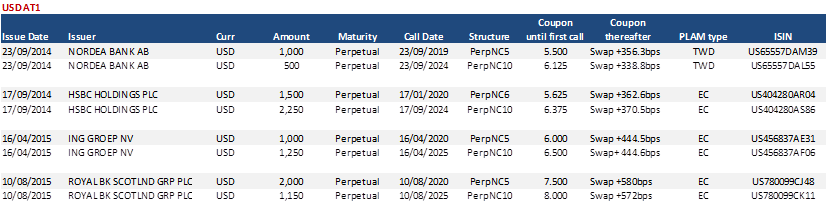 USD AT1
Coupon Coupon
Issue Date Issuer Curr Amount Maturity Call Date Structure until first call thereafter PLAM type ISIN
23/09/2014 NORDEA BANK AB USD 1,000 Perpetual 23/09/2019 PerpNC5 5.500 Swap +356.3bps TWD US65557DAM39
23/09/2014 NORDEA BANK AB USD 500 Perpetual 23/09/2024 PerpNC10 6.125 Swap +338.8bps TWD US65557DAL55
17/09/2014 HSBC HOLDINGS PLC USD 1,500 Perpetual 17/01/2020 PerpNC6 5.625 Swap +362.6bps EC US404280AR04
17/09/2014 HSBC HOLDINGS PLC USD 2,250 Perpetual 17/09/2024 PerpNC10 6.375 Swap +370.5bps EC US404280AS86
16/04/2015 ING GROEP NV USD 1,000 Perpetual 16/04/2020 PerpNC5 6.000 Swap +444.5bps EC US456837AE31
16/04/2015 ING GROEP NV USD 1,250 Perpetual 16/04/2025 PerpNC10 6.500 Swap+ 444.6bps EC US456837AF06
10/08/2015 ROYAL BK SCOTLND GRP PLC USD 2,000 Perpetual 10/08/2020 PerpNC5 7.500 Swap +580bps EC US780099CJ48
10/08/2015 ROYAL BK SCOTLND GRP PLC USD 1,150 Perpetual 10/08/2025 PerpNC10 8.000 Swap +572bps EC US780099CK11